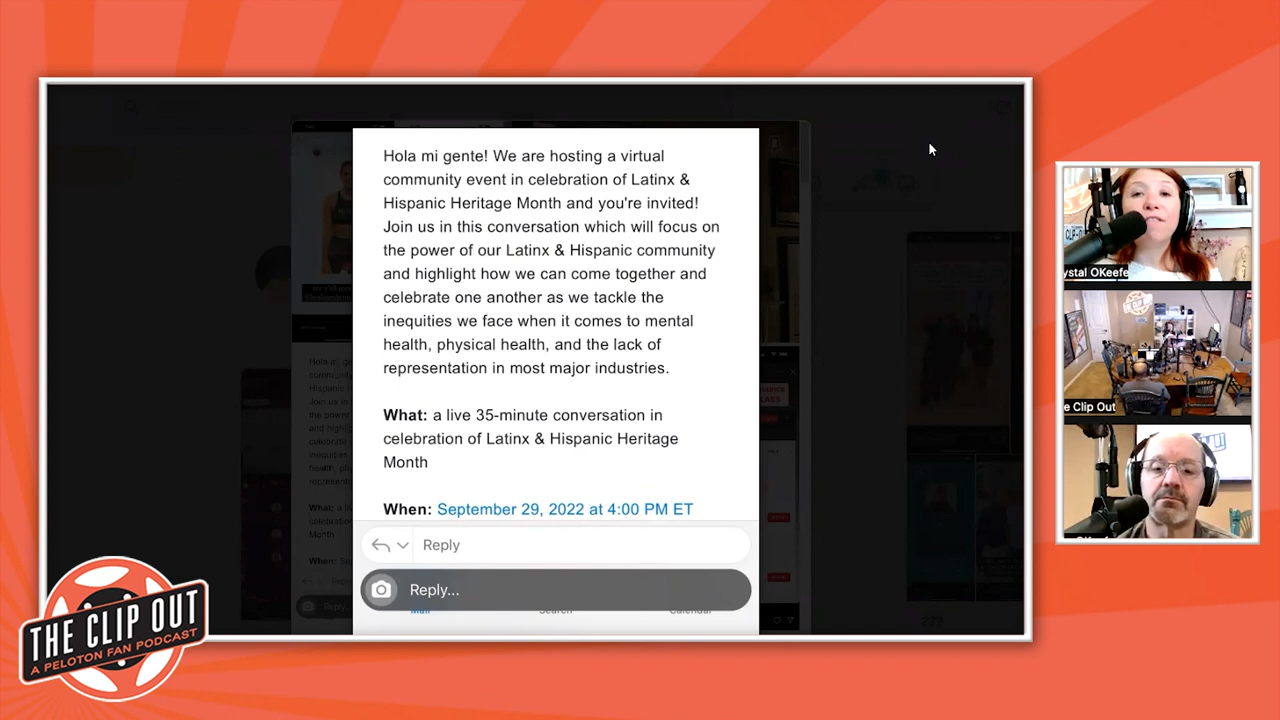 Hola mi gente! We are hosting a virtual
community event in celebration of Latinx &
Hispanic Heritage Month and you're invited!
Join us in this conversation which will focus on
the power of our Latinx & Hispanic community
and highlight how we can come together and
celebrate one another as we tackle the
inequities we face when it comes to mental
health, physical health, and the lack of
representation in most major industries.
What: a live 35-minute conversation in
celebration of Latinx & Hispanic Heritage
Month
When: September 29, 2022 at 4:00 PM ET
Reply
Reply...
Mail
Search
Calendar
ystal OKeefe
e Clip Out
THE CLIP OUT
A PELOTON FAN PODCAST